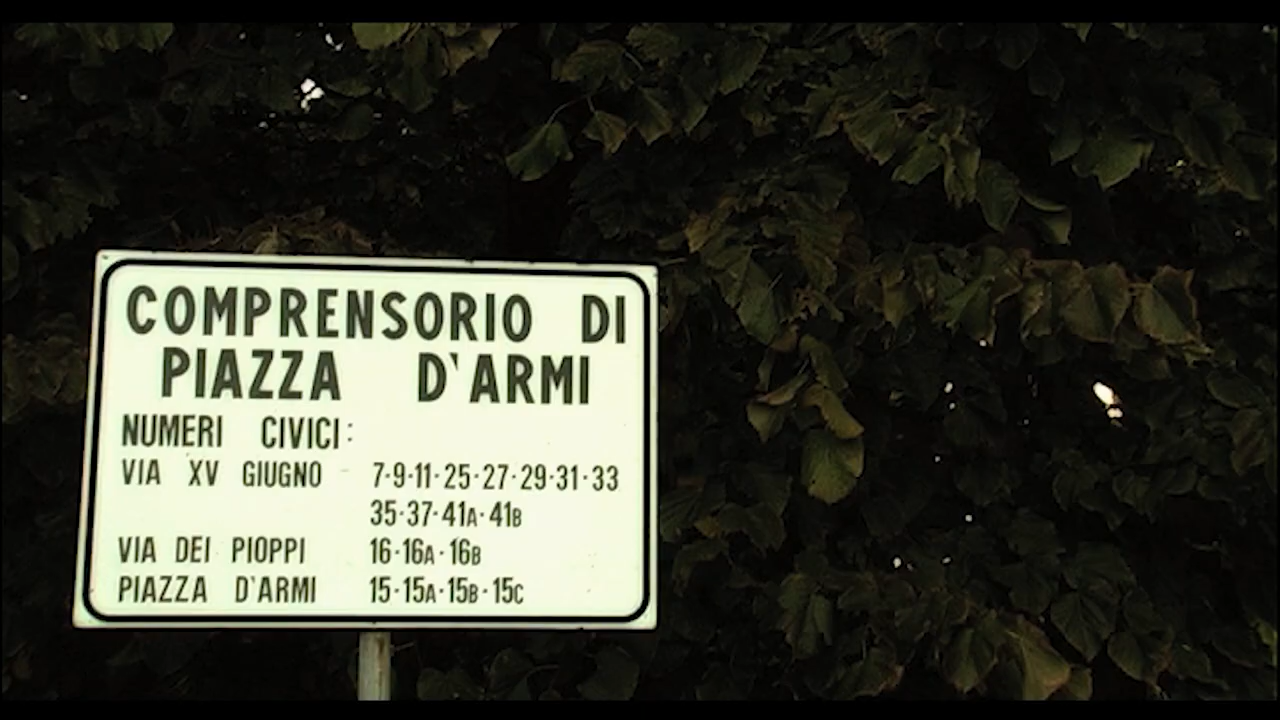 COMPRENSORIO DI
PIAZZA D'ARMI
NUMERI CIVICI:
VIA XV GIUGNO 7-9-11-25-27-29-31-33
35-37-41A-41B
VIA DEI PIOPPI 16-16A-16B
PIAZZA D'ARMI 15-15A-15B-15C